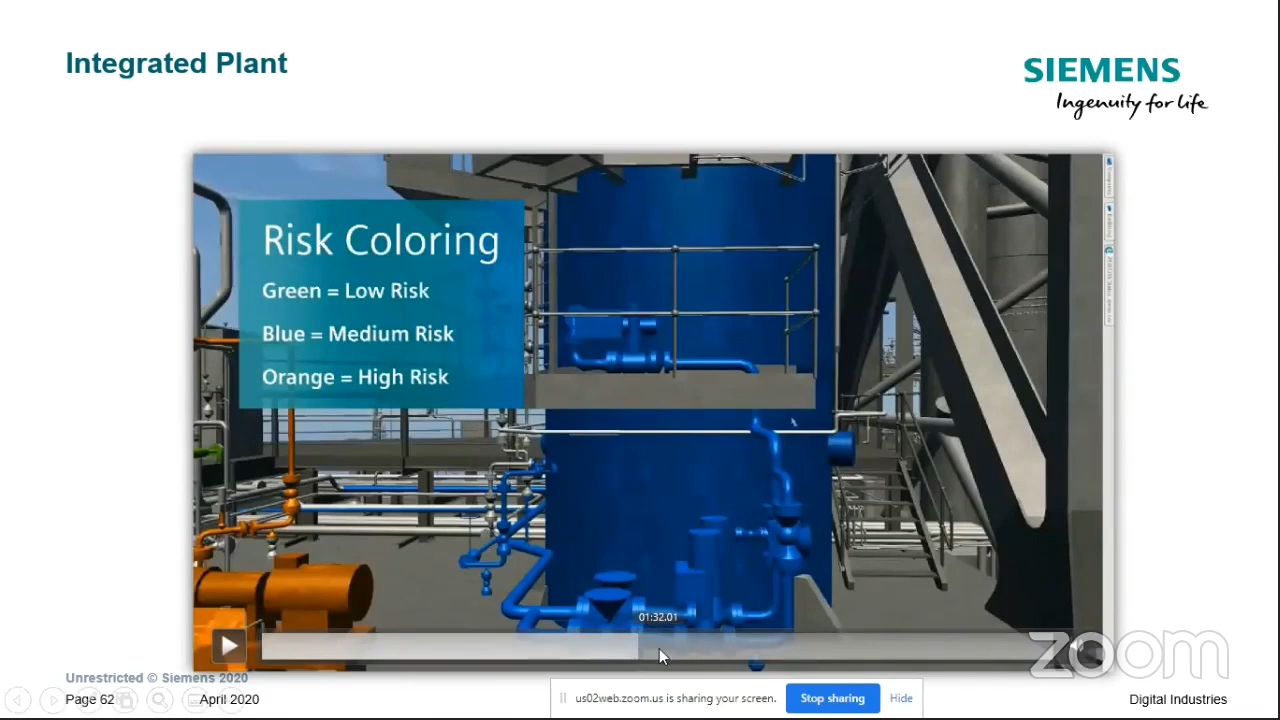 Integrated Plant
SIEMENS
Ingenuity for life
Risk Coloring
Green = Low Risk
Blue = Medium Risk
Orange = High Risk
01:32.01
zoom
Unrestricted © Siemens 2020
Page 62
April 2020
us02web.zoom.us is sharing your screen.
Stop sharing
Hide
Digital Industries